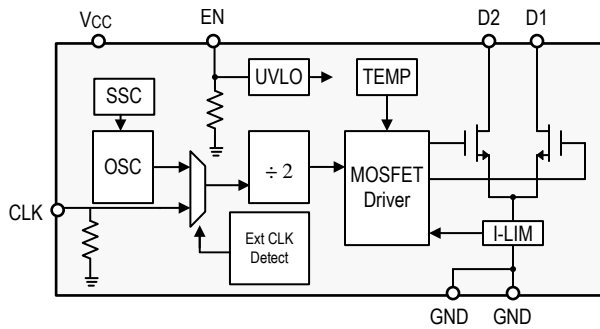 VCC
EN
D2
D1
UVLO
TEMP
SSC
OSC
÷ 2
MOSFET
Driver
CLK
Ext CLK
Detect
I-LIM
GND
GND